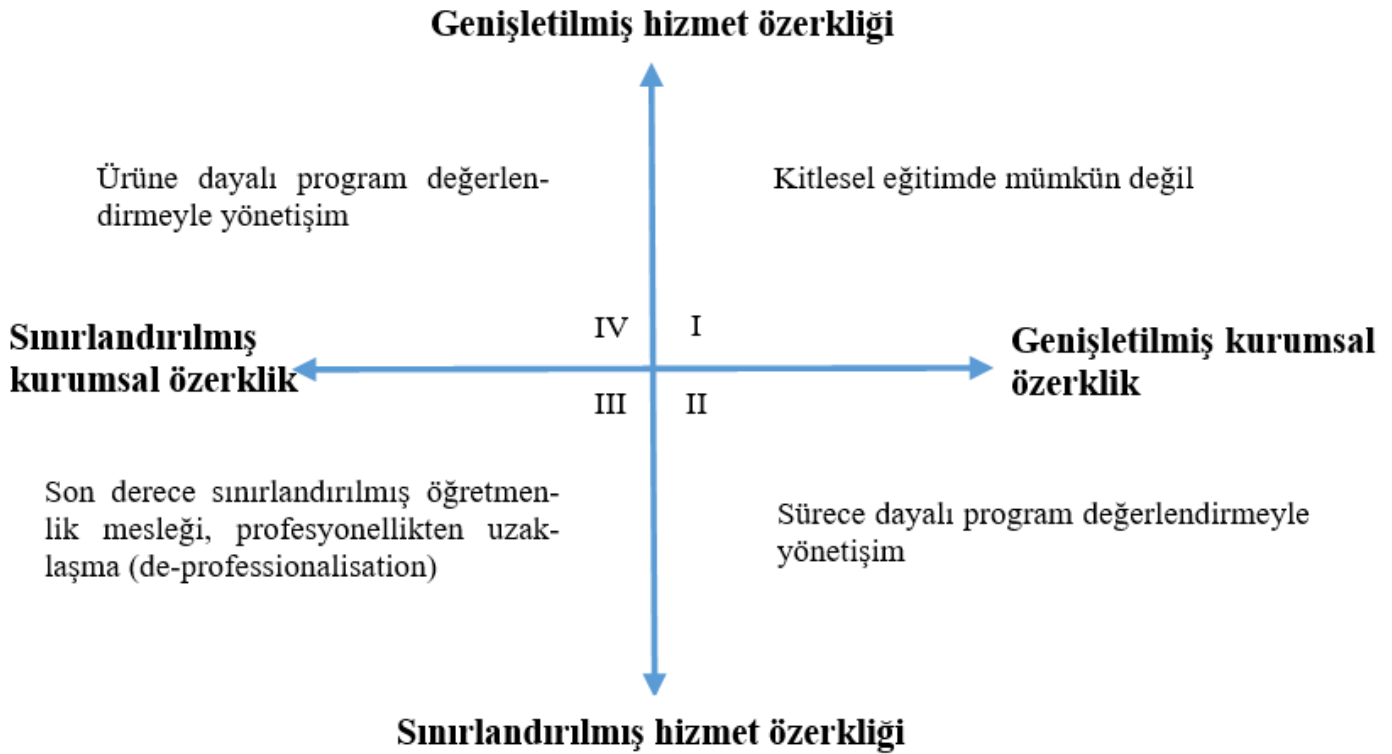 Genişletilmiş hizmet özerkliği
Ürüne dayalı program değerlen-
dirmeyle yönetişim
Kitlesel eğitimde mümkün değil
IV
I
Sınırlandırılmış
kurumsal özerklik
Genişletilmiş kurumsal
özerklik
III
II
Son derece sınırlandırılmış öğretmen-
lik mesleği, profesyonellikten uzak-
laşma (de-professionalisation)
Sürece dayalı program değerlendirmeyle
yönetişim
Sınırlandırılmış hizmet özerkliği